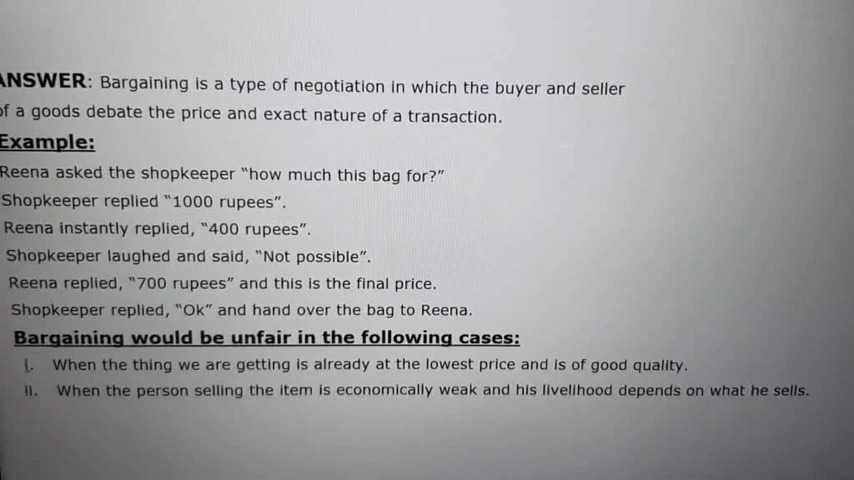 ANSWER: Bargaining is a type of negotiation in which the buyer and seller
of a goods debate the price and exact nature of a transaction.
Example:
Reena asked the shopkeeper “how much this bag for?”
Shopkeeper replied “1000 rupees”.
Reena instantly replied, “400 rupees”.
Shopkeeper laughed and said, “Not possible”.
Reena replied, “700 rupees” and this is the final price.
Shopkeeper replied, “Ok” and hand over the bag to Reena.
Bargaining would be unfair in the following cases:
i. When the thing we are getting is already at the lowest price and is of good quality.
ii. When the person selling the item is economically weak and his livelihood depends on what he sells.